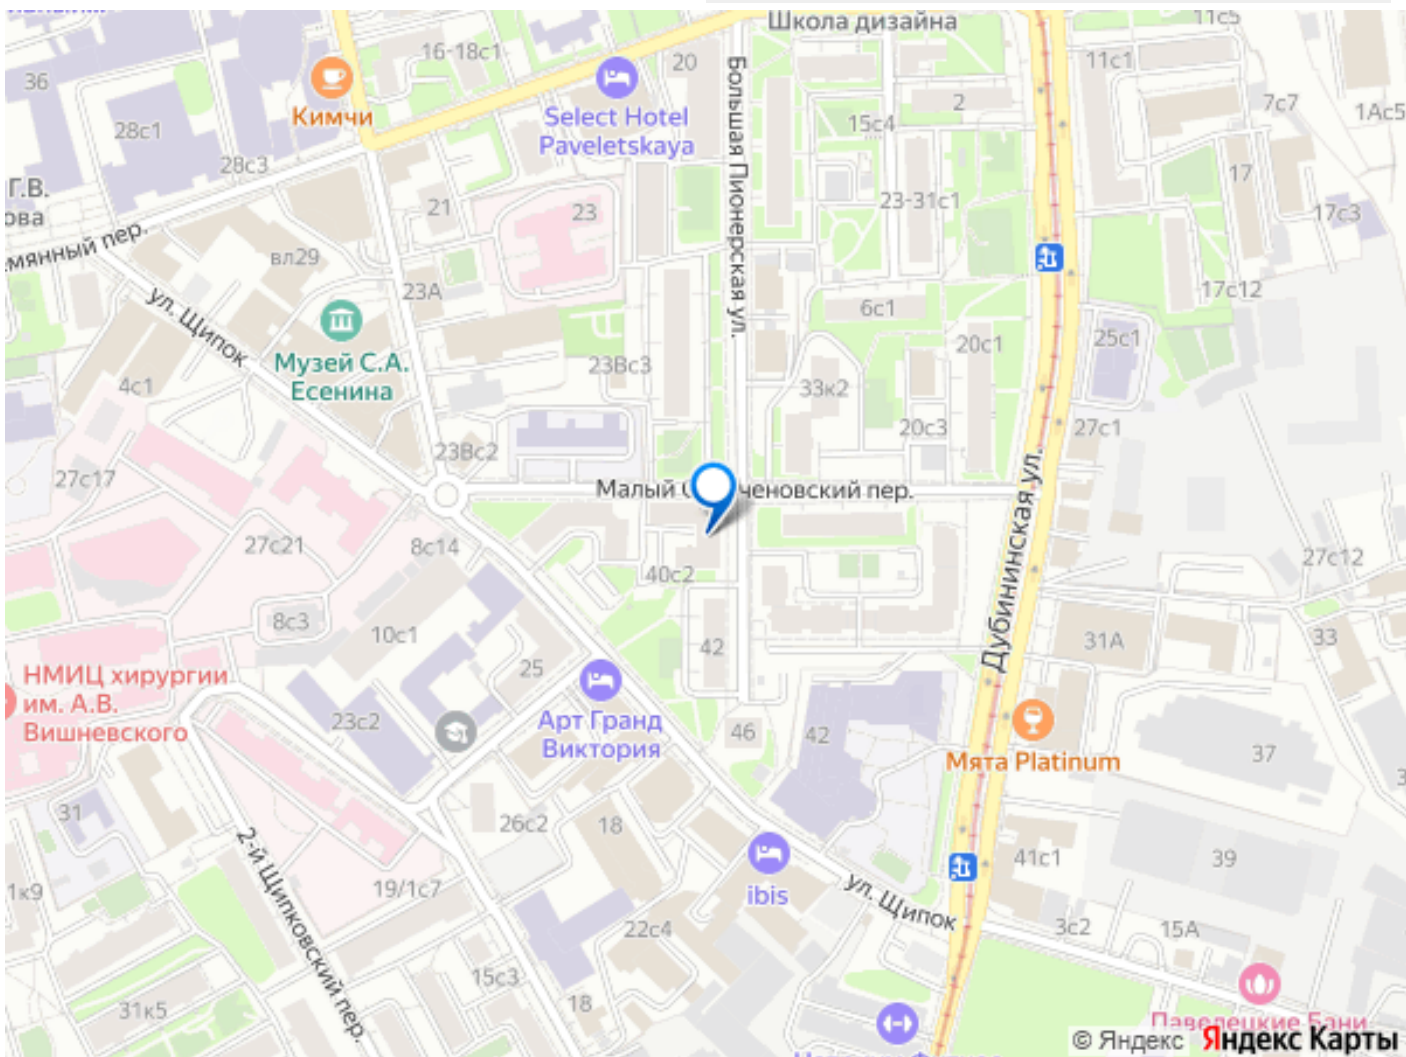 Школа дизайна
11с5
16-18с1
20
11с1
36
Кимчи
Select Hotel
Paveletskaya
Большая Пионерская ул.
2
7с7
1Ас5
28с1
15с4
28с3
17
Г.В.
ова
21
23
23-31с1
17с3
мянный пер.
вл29
ул. Щипок
23А
17с12
6с1
Музей С.А.
Есенина
23Вс3
20с1
25с1
4с1
33к2
20с3
27с1
23Вс2
27с17
Малый С
ченовский пер.
Дубининская ул.
27с21
8с14
27с12
40с2
8с3
10с1
33
31А
42
25
НМИЦ хирургии
им. А.В.
Вишневского
23с2
Арт Гранд
Виктория
46
42
Мята Platinum
37
31
26с2
18
2-й Щипковский пер.
41с1
39
1к9
19/1с7
ibis
ул. Щипок
22с4
3с2
15А
15с3
31к5
18
Павелецкие Бани
© Яндекс Яндекс Карты